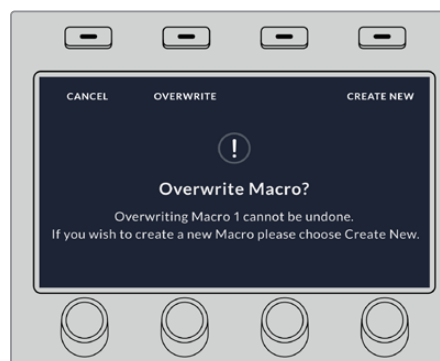 CANCEL OVERWRITE CREATE NEW
Overwrite Macro?
Overwriting Macro 1 cannot be undone.
If you wish to create a new Macro please choose Create New.